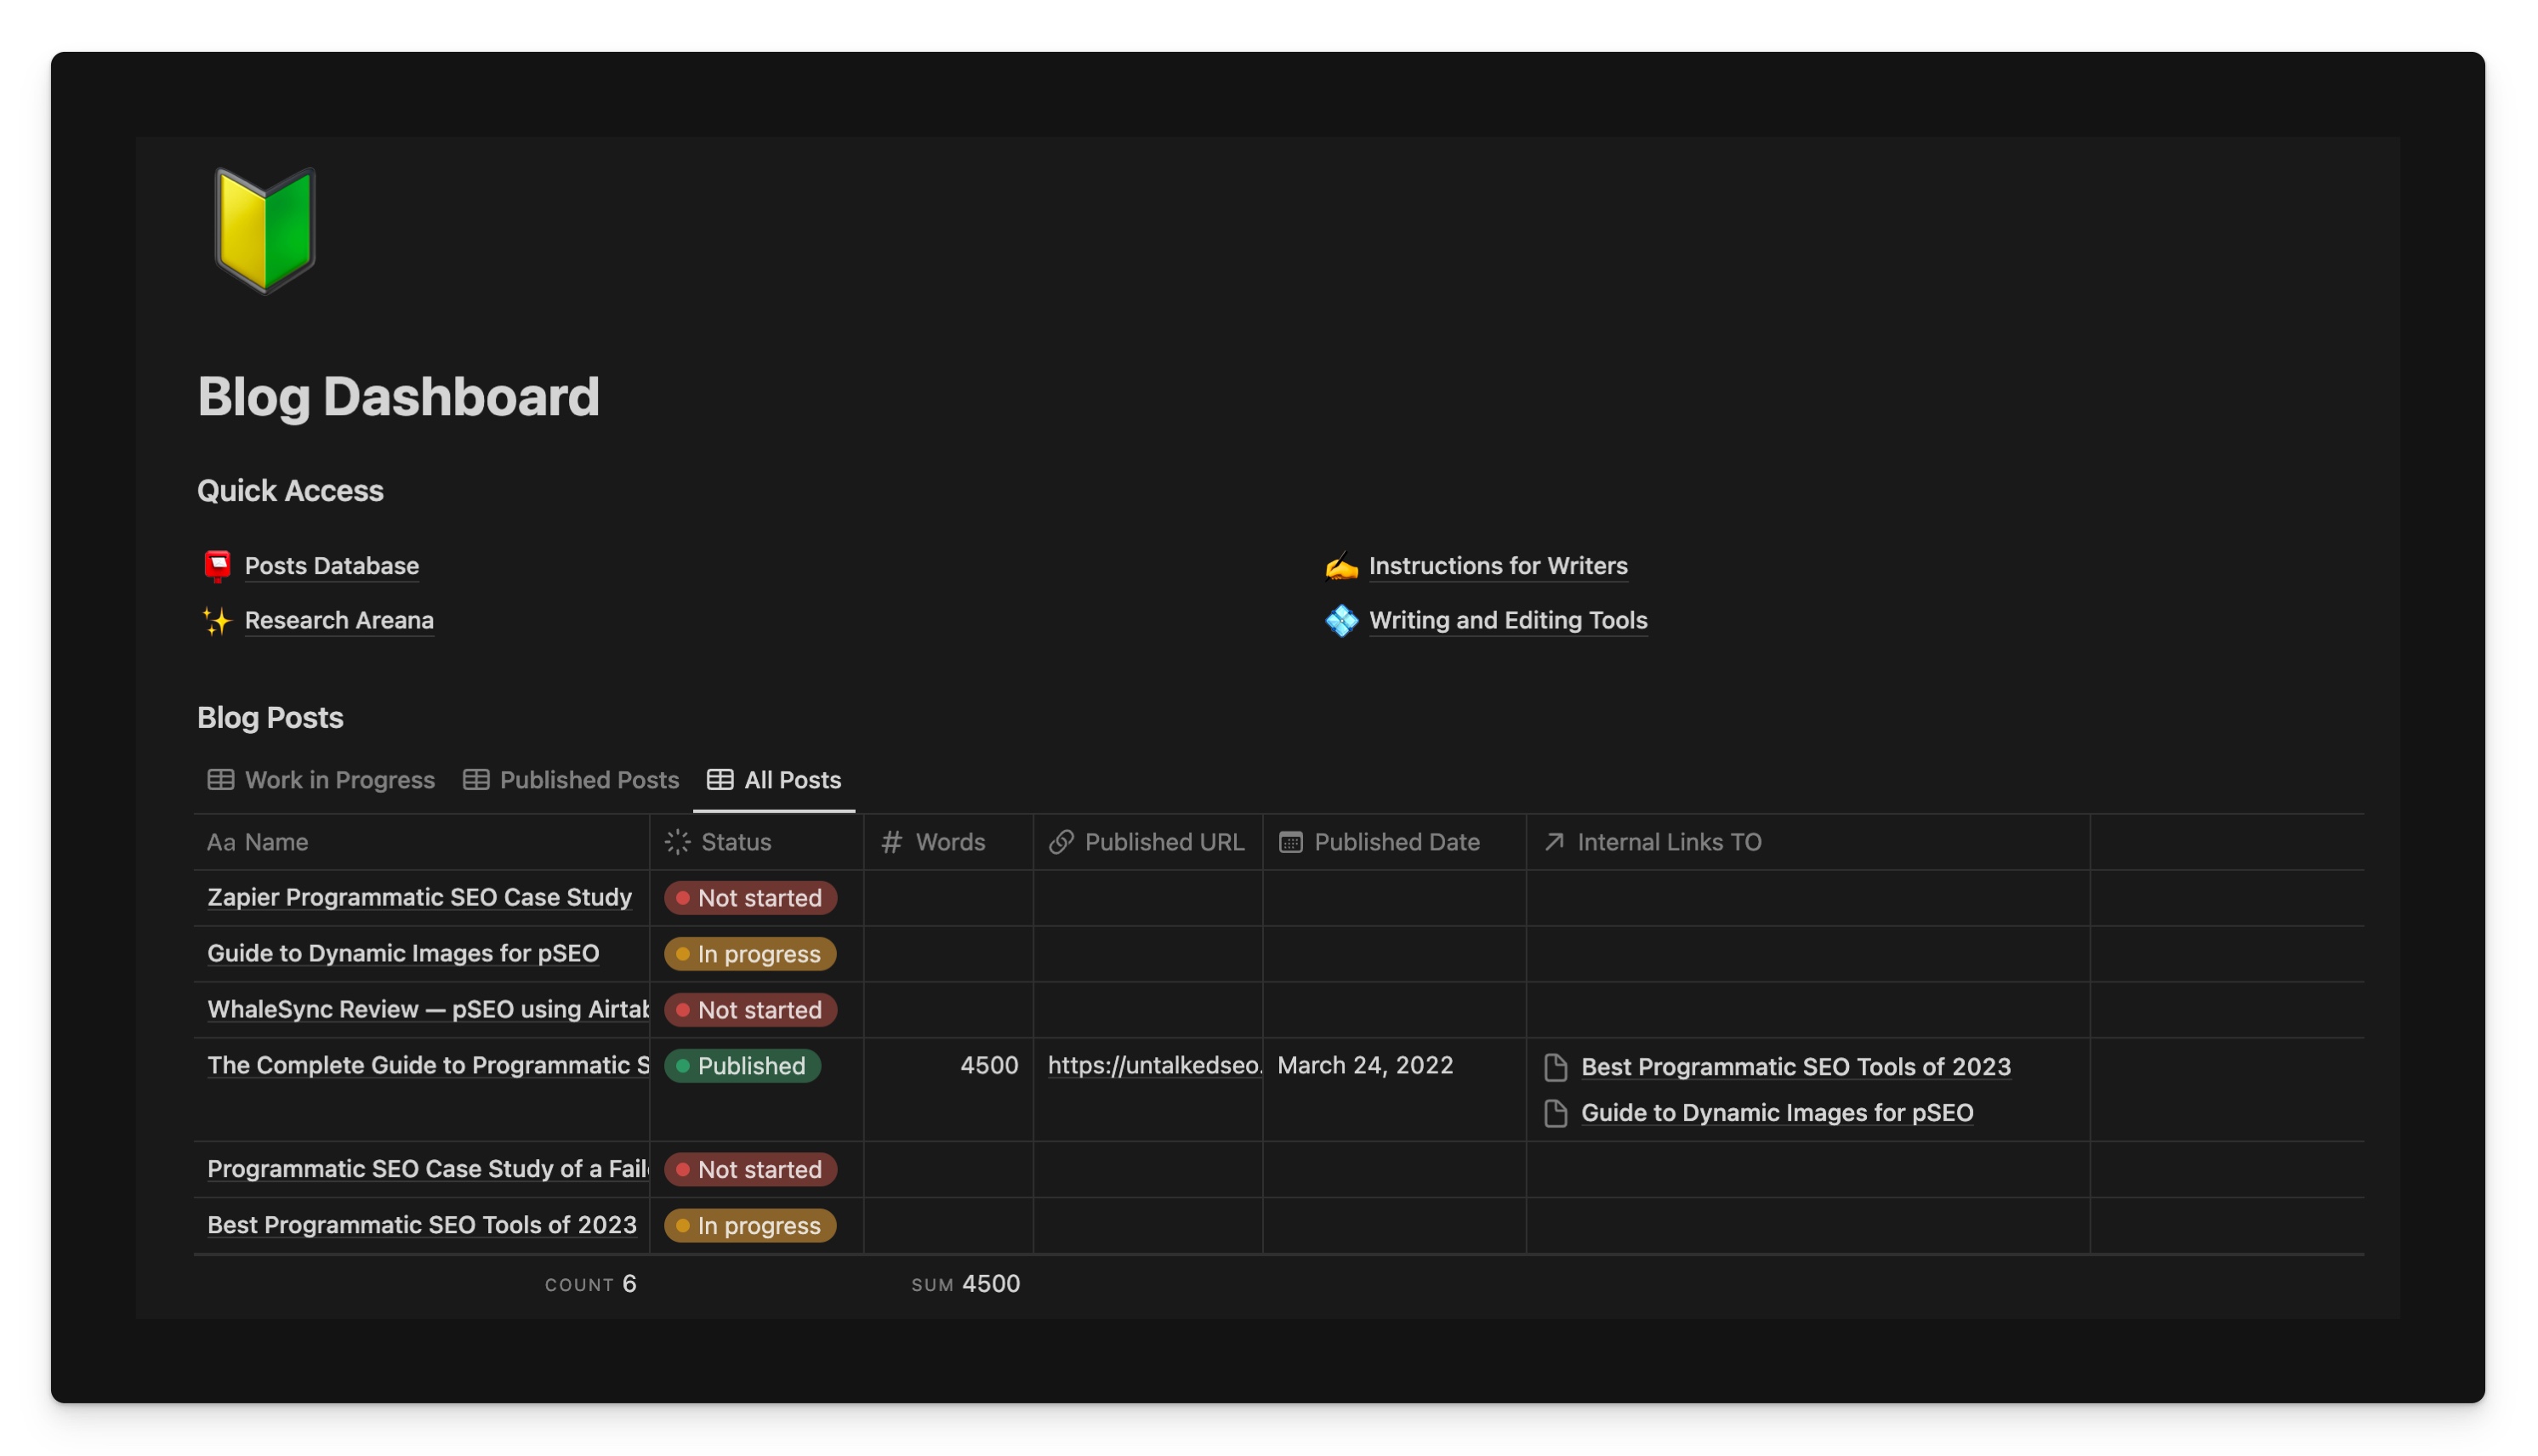 Blog Dashboard
Quick Access
Posts Database
Instructions for Writers
Research Areana
Writing and Editing Tools
Blog Posts
Work in Progress Published Posts All Posts
Aa Name Status # Words Published URL Published Date Internal Links TO
Zapier Programmatic SEO Case Study Not started
Guide to Dynamic Images for pSEO In progress
WhaleSync Review — pSEO using Airtab Not started
The Complete Guide to Programmatic S Published 4500 https://untalkedseo. March 24, 2022 Best Programmatic SEO Tools of 2023
Guide to Dynamic Images for pSEO
Programmatic SEO Case Study of a Faile Not started
Best Programmatic SEO Tools of 2023 In progress
COUNT 6 SUM 4500